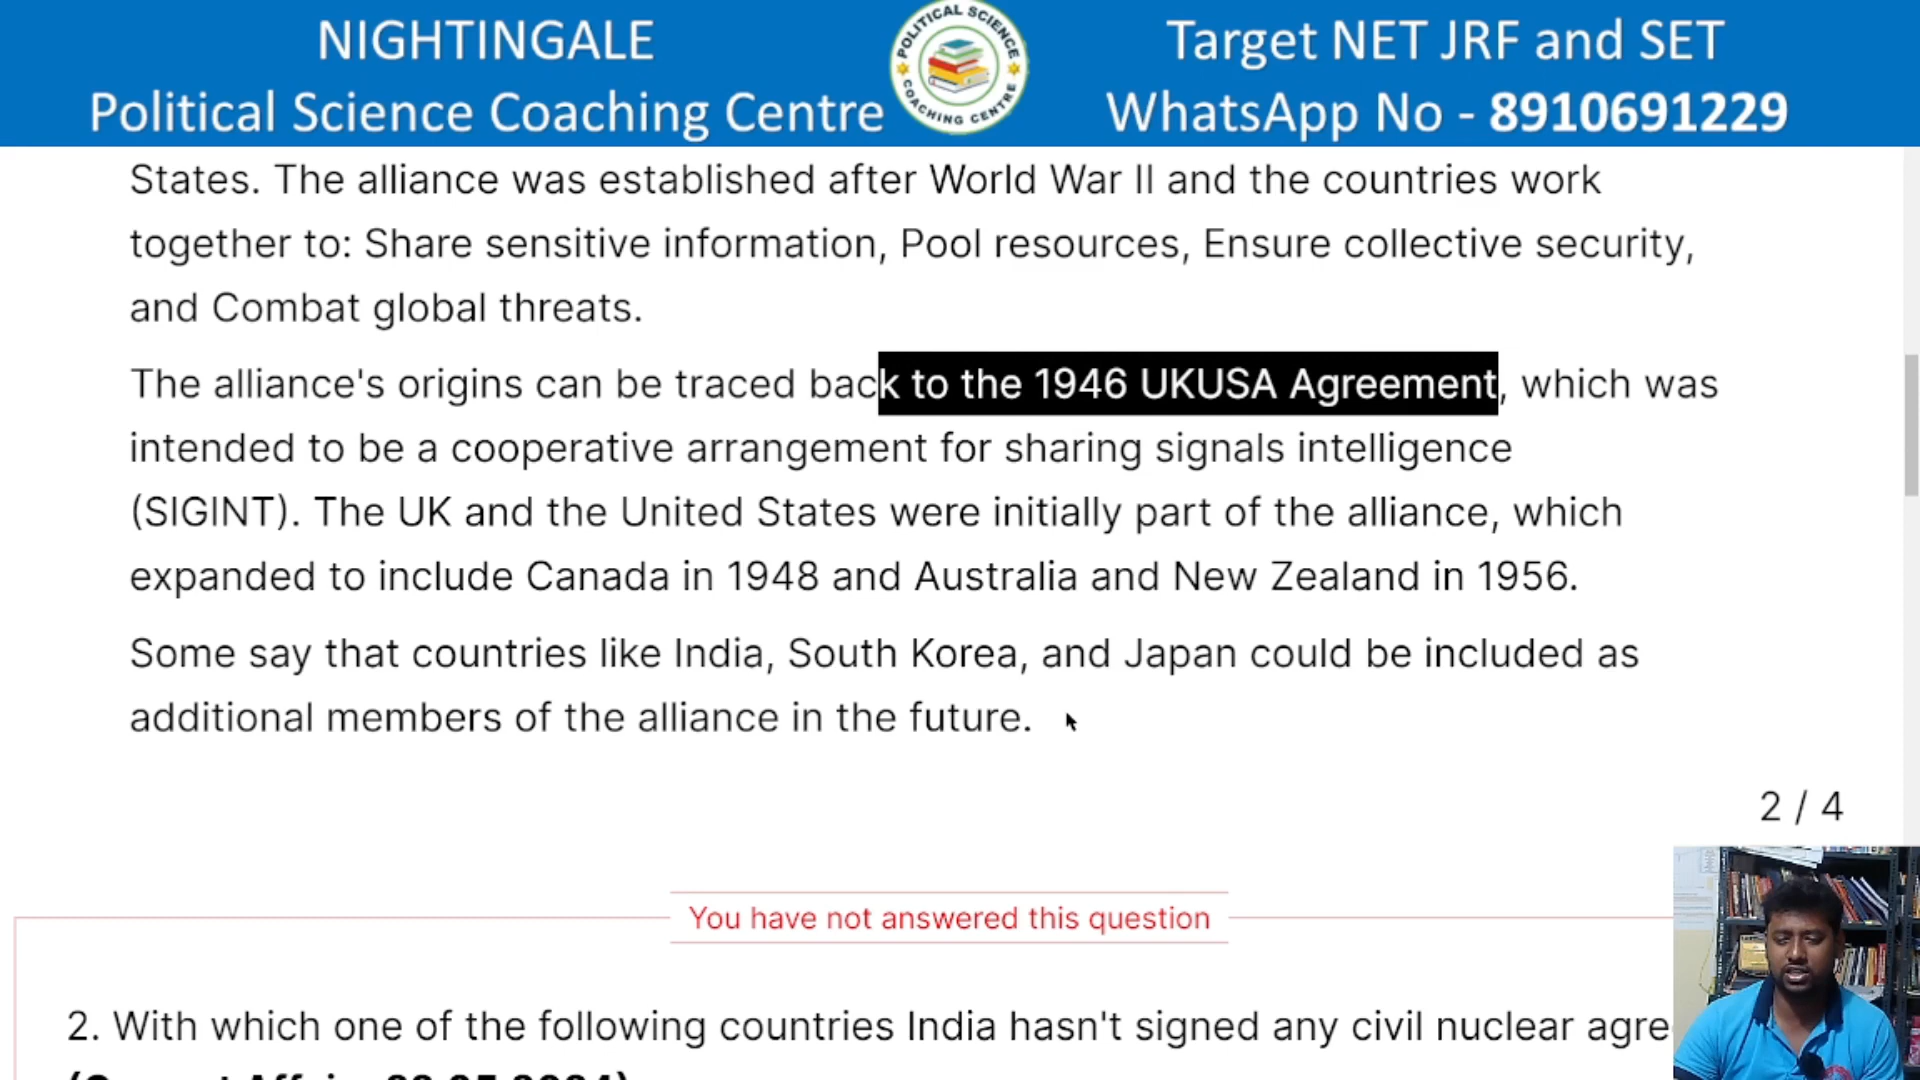 NIGHTINGALE
Political Science Coaching Centre
POLITICAL SCIENCE
COACHING CENTRE
Target NET JRF and SET
WhatsApp No - 8910691229
States. The alliance was established after World War II and the countries work
together to: Share sensitive information, Pool resources, Ensure collective security,
and Combat global threats.
The alliance's origins can be traced back to the 1946 UKUSA Agreement, which was
intended to be a cooperative arrangement for sharing signals intelligence
(SIGINT). The UK and the United States were initially part of the alliance, which
expanded to include Canada in 1948 and Australia and New Zealand in 1956.
Some say that countries like India, South Korea, and Japan could be included as
additional members of the alliance in the future.
2 / 4
You have not answered this question
2. With which one of the following countries India hasn't signed any civil nuclear agre